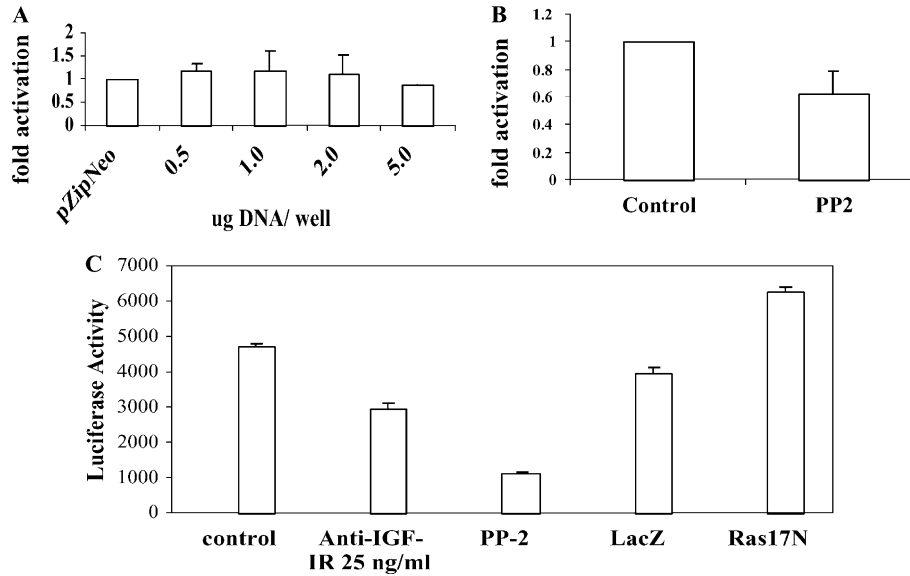 A
fold activation
2
1.5
1
0.5
0
pZipNeo
0.5
1.0
2.0
5.0
ug DNA/ well
B
fold activation
1.2
1
0.8
0.6
0.4
0.2
0
Control
PP2
C
Luciferase Activity
7000
6000
5000
4000
3000
2000
1000
0
control
Anti-IGF-
IR 25 ng/ml
PP-2
LacZ
Ras17N